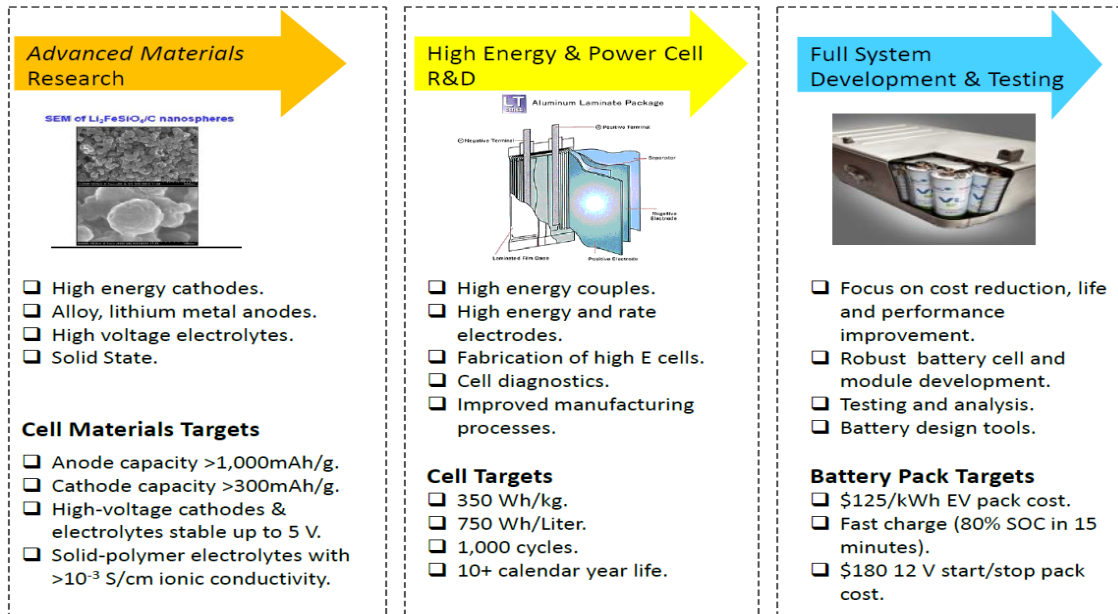 Advanced Materials
Research
SEM of Li₂FeSiO₄/C nanospheres
❑ High energy cathodes.
❑ Alloy, lithium metal anodes.
❑ High voltage electrolytes.
❑ Solid State.
Cell Materials Targets
❑ Anode capacity >1,000mAh/g.
❑ Cathode capacity >300mAh/g.
❑ High-voltage cathodes &
electrolytes stable up to 5 V.
❑ Solid-polymer electrolytes with
>10⁻³ S/cm ionic conductivity.
High Energy & Power Cell
R&D
LT
Aluminum Laminate Package
⊕ Positive Terminal
⊖ Negative Terminal
Separator
Negative
Electrode
Positive Electrode
❑ High energy couples.
❑ High energy and rate
electrodes.
❑ Fabrication of high E cells.
❑ Cell diagnostics.
❑ Improved manufacturing
processes.
Cell Targets
❑ 350 Wh/kg.
❑ 750 Wh/Liter.
❑ 1,000 cycles.
❑ 10+ calendar year life.
Full System
Development & Testing
VL
❑ Focus on cost reduction, life
and performance
improvement.
❑ Robust battery cell and
module development.
❑ Testing and analysis.
❑ Battery design tools.
Battery Pack Targets
❑ $125/kWh EV pack cost.
❑ Fast charge (80% SOC in 15
minutes).
❑ $180 12 V start/stop pack
cost.